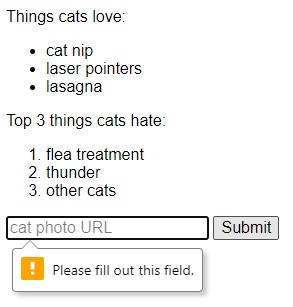 Things cats love:
cat nip
laser pointers
lasagna
Top 3 things cats hate:
1. flea treatment
2. thunder
3. other cats
cat photo URL Submit
! Please fill out this field.